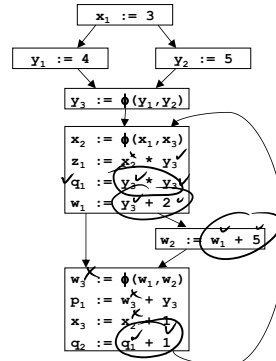 x₁ := 3
y₁ := 4
y₂ := 5
y₃ := ϕ(y₁,y₂)
x₂ := ϕ(x₁,x₃)
z₁ := x₂ * y₃
q₁ := y₃ * y₃
w₁ := y₃ + 2
w₂ := w₁ + 5
w₃ := ϕ(w₁,w₂)
p₁ := w₃ + y₃
x₃ := x₂ + 1
q₂ := q₁ + 1